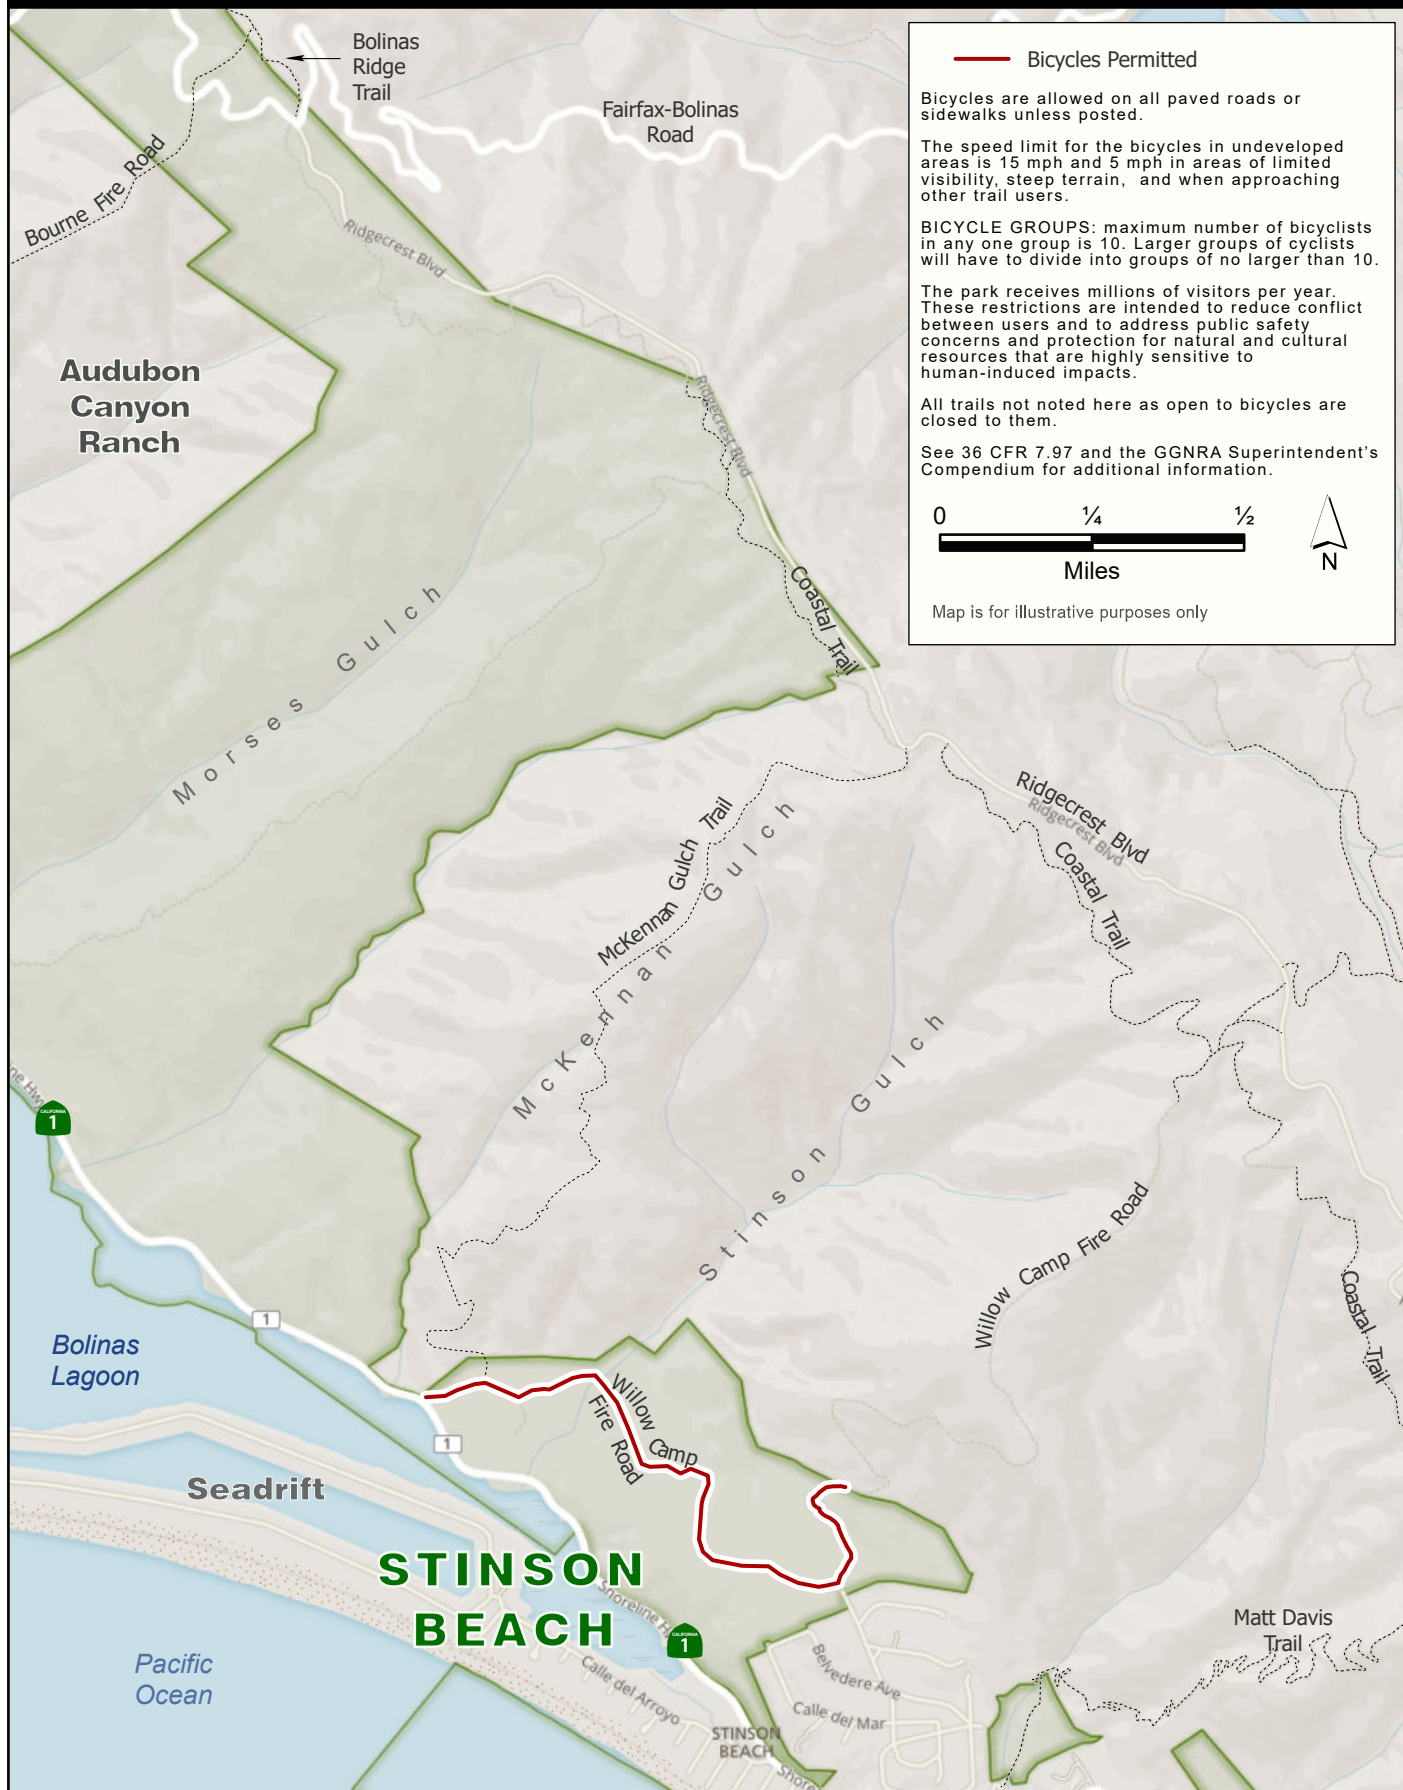 Bolinas
Ridge
Trail
Fairfax-Bolinas
Road
Bourne Fire Road
Ridgecrest Blvd
Bicycles Permitted
Bicycles are allowed on all paved roads or
sidewalks unless posted.
The speed limit for the bicycles in undeveloped
areas is 15 mph and 5 mph in areas of limited
visibility, steep terrain, and when approaching
other trail users.
BICYCLE GROUPS: maximum number of bicyclists
in any one group is 10. Larger groups of cyclists
will have to divide into groups of no larger than 10.
The park receives millions of visitors per year.
These restrictions are intended to reduce conflict
between users and to address public safety
concerns and protection for natural and cultural
resources that are highly sensitive to
human-induced impacts.
All trails not noted here as open to bicycles are
closed to them.
See 36 CFR 7.97 and the GGNRA Superintendent's
Compendium for additional information.
0 ¼ ½
Miles
N
Map is for illustrative purposes only
Audubon
Canyon
Ranch
Ridgecrest Blvd
Coastal Trail
Morses Gulch
Ridgecrest Blvd
Ridgecrest Blvd
McKennan Gulch Trail
McKennan Gulch
Coastal Trail
Stinson Gulch
ne Hwy
CALIFORNIA
1
Willow Camp Fire Road
Coastal Trail
1
Bolinas
Lagoon
Willow Camp
Fire Road
1
Seadrift
STINSON
BEACH
Shoreline H
CALIFORNIA
1
Matt Davis
Trail
Pacific
Ocean
Calle del Arroyo
Belvedere Ave
Calle del Mar
STINSON
BEACH
Shore